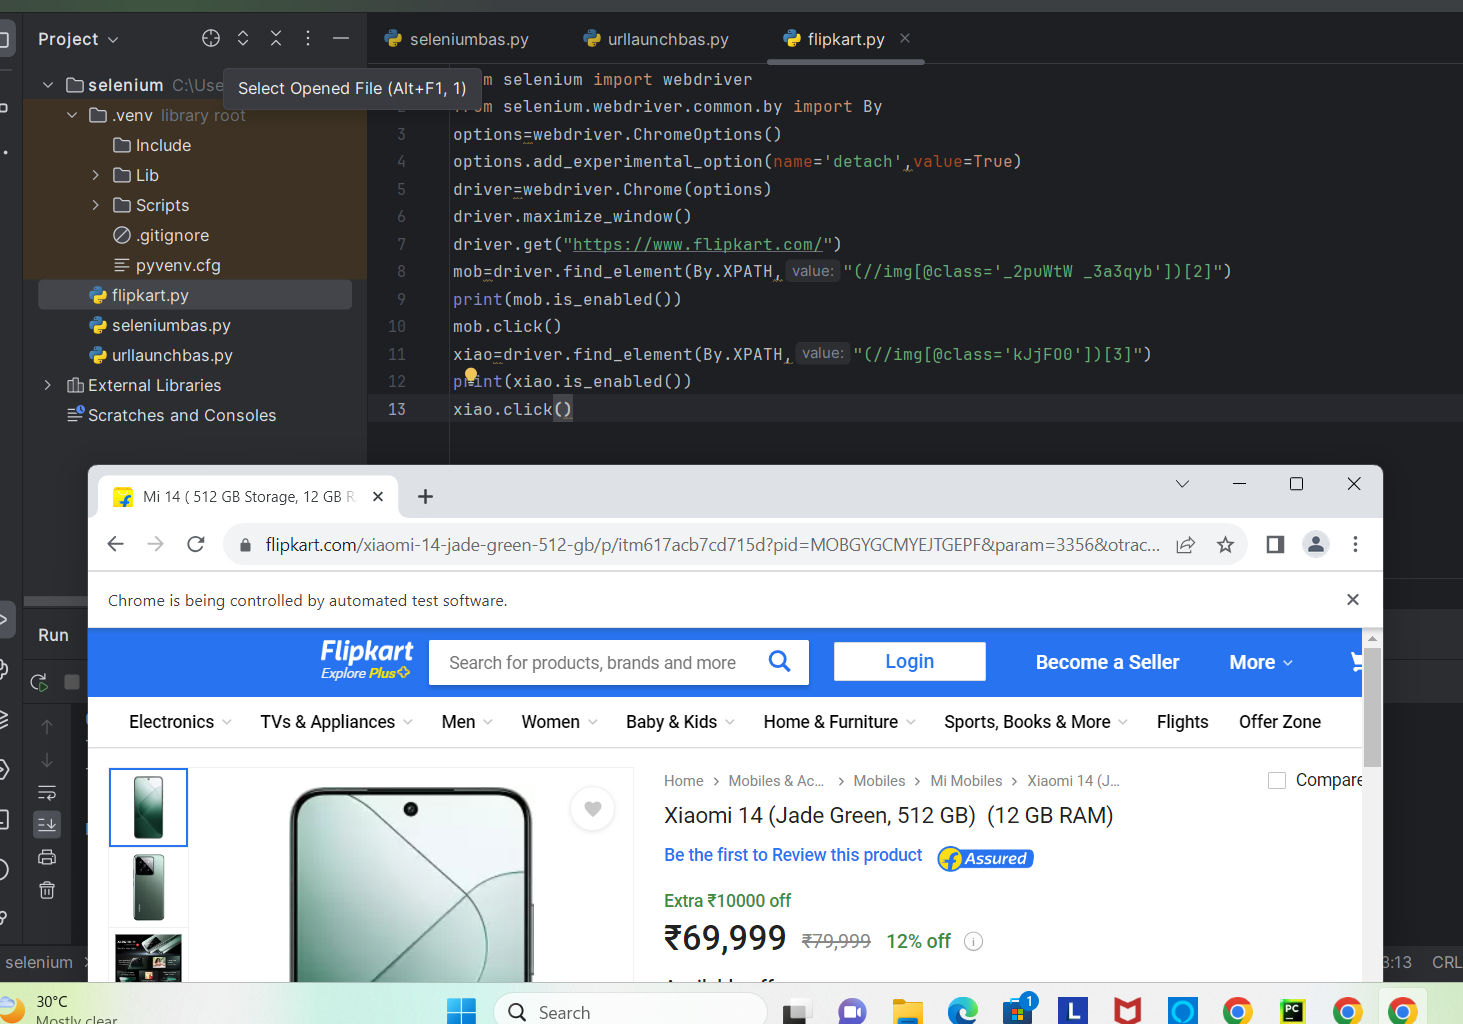 Project
seleniumbas.py
urllaunchbas.py
flipkart.py
selenium C:\Use
Select Opened File (Alt+F1, 1)
.venv library root
Include
Lib
Scripts
.gitignore
pyvenv.cfg
flipkart.py
seleniumbas.py
urllaunchbas.py
External Libraries
Scratches and Consoles
m selenium import webdriver
2 om selenium.webdriver.common.by import By
3 options=webdriver.ChromeOptions()
4 options.add_experimental_option(name='detach',value=True)
5 driver=webdriver.Chrome(options)
6 driver.maximize_window()
7 driver.get("https://www.flipkart.com/")
8 mob=driver.find_element(By.XPATH, value: "(//img[@class='_2puWtW _3a3qyb'])[2]")
9 print(mob.is_enabled())
10 mob.click()
11 xiao=driver.find_element(By.XPATH, value: "(//img[@class='kJjFO0'])[3]")
12 print(xiao.is_enabled())
13 xiao.click()
Mi 14 ( 512 GB Storage, 12 GB R
flipkart.com/xiaomi-14-jade-green-512-gb/p/itm617acb7cd715d?pid=MOBGYGCMYEJTGEPF&param=3356&otrac...
Chrome is being controlled by automated test software.
Run
Flipkart
Explore Plus
Search for products, brands and more
Login
Become a Seller
More
Electronics
TVs & Appliances
Men
Women
Baby & Kids
Home & Furniture
Sports, Books & More
Flights
Offer Zone
Home > Mobiles & Ac... > Mobiles > Mi Mobiles > Xiaomi 14 (J...
Compare
Xiaomi 14 (Jade Green, 512 GB) (12 GB RAM)
Be the first to Review this product
Assured
Extra ₹10000 off
₹69,999 ₹79,999 12% off i
selenium
3:13 CRL
30°C
Mostly clear
Search
1
L
PC